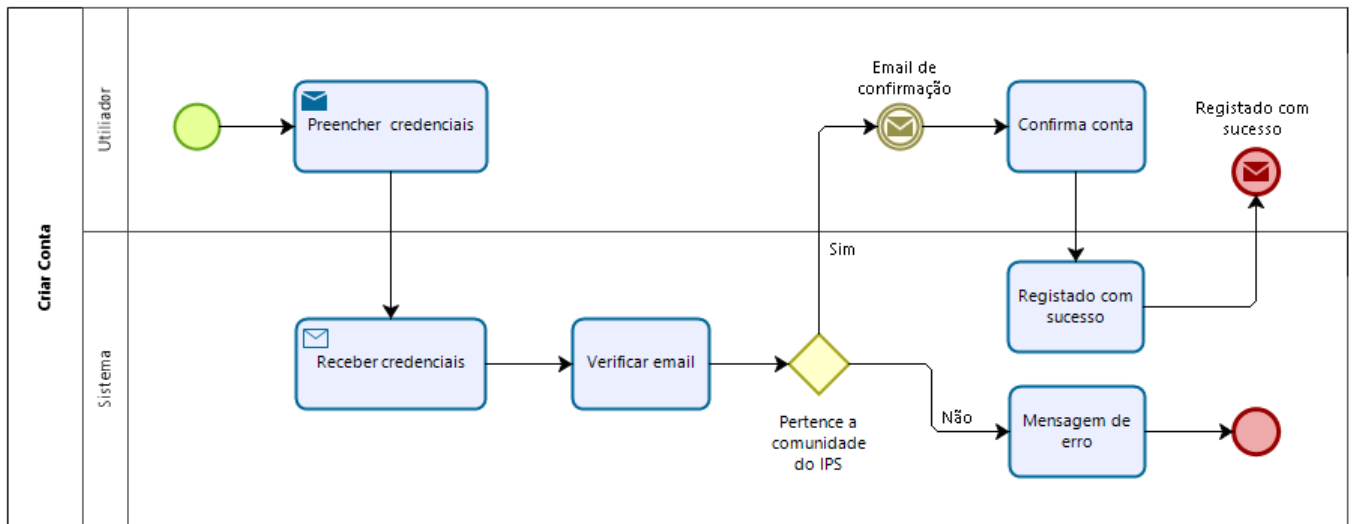 Criar Conta
Utiliador
Preencher credenciais
Email de
confirmação
Confirma conta
Registado com
sucesso
Sistema
Receber credenciais
Verificar email
Pertence a
comunidade
do IPS
Sim
Não
Registado com
sucesso
Mensagem de
erro